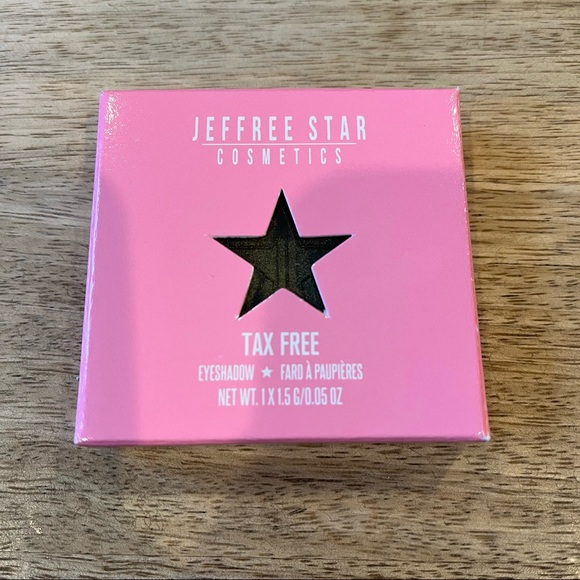 JEFFREE STAR
COSMETICS
TAX FREE
EYESHADOW ★ FARD À PAUPIÈRES
NET WT. 1 X 1.5 G/0.05 OZ